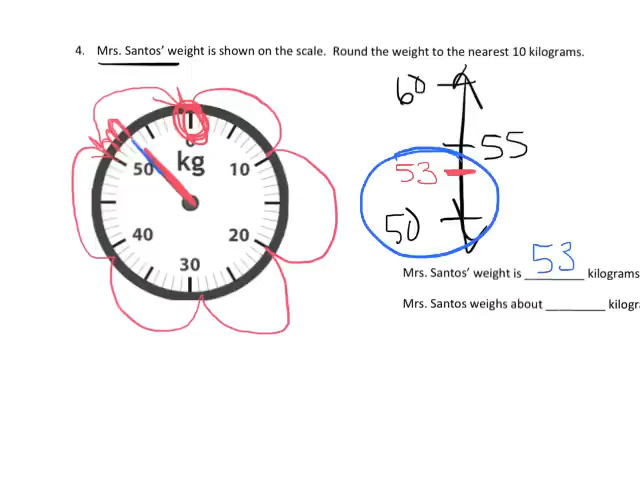 4. Mrs. Santos' weight is shown on the scale. Round the weight to the nearest 10 kilograms.
60
0
kg
55
50
10
53
50
40
20
30
Mrs. Santos' weight is 53 kilograms
Mrs. Santos weighs about ________ kilogr